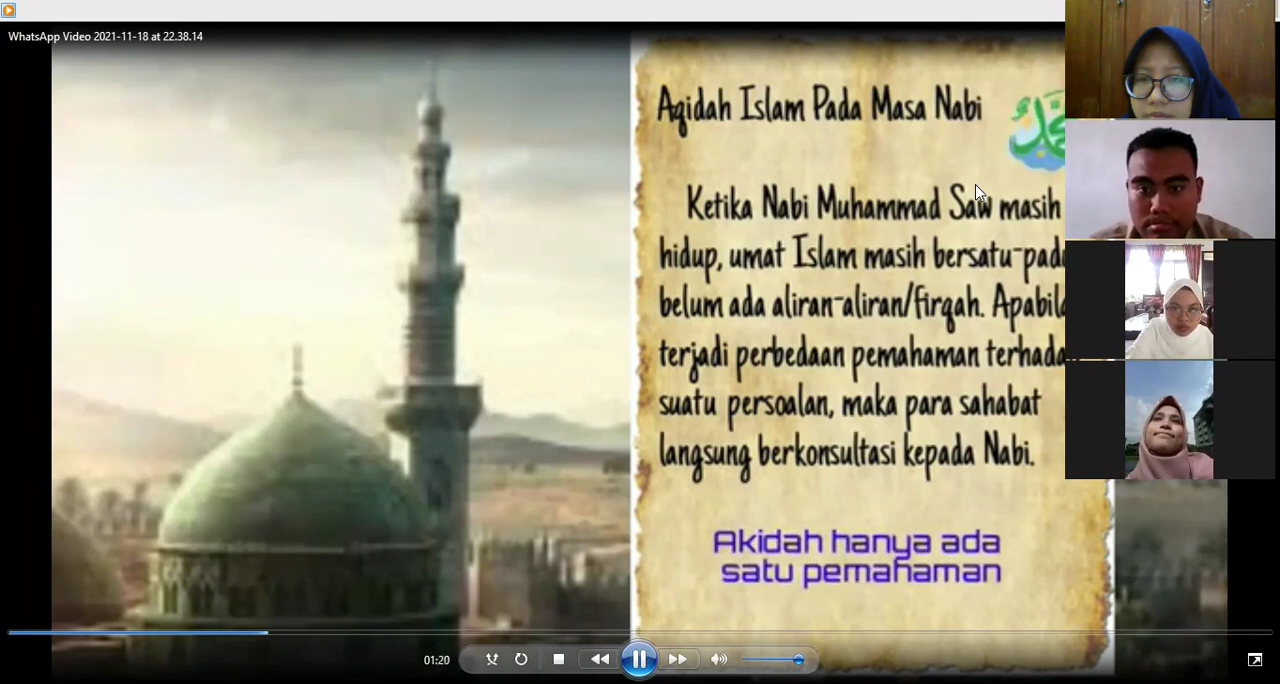 WhatsApp Video 2021-11-18 at 22.38.14
Aqidah Islam Pada Masa Nabi
Ketika Nabi Muhammad Saw masih
hidup, umat Islam masih bersatu-padu
belum ada aliran-aliran/firqah. Apabila
terjadi perbedaan pemahaman terhadap
suatu persoalan, maka para sahabat
langsung berkonsultasi kepada Nabi.
Akidah hanya ada
satu pemahaman
01:20